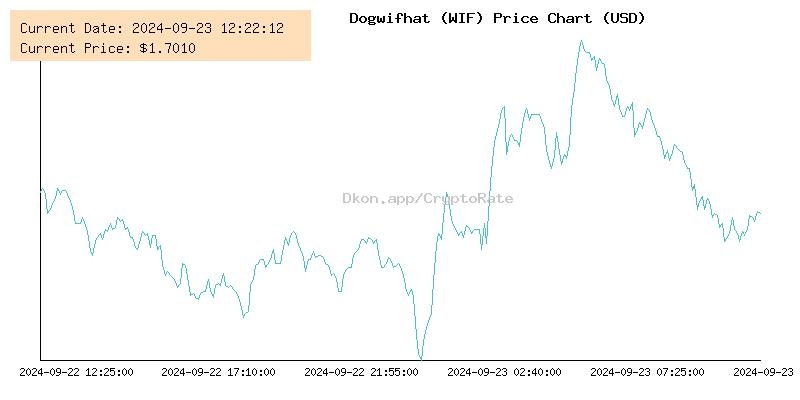 Dogwifhat (WIF) Price Chart (USD)
Current Date: 2024-09-23 12:22:12
Current Price: $1.7010
Dkon.app/CryptoRate
2024-09-22 12:25:00 2024-09-22 17:10:00 2024-09-22 21:55:00 2024-09-23 02:40:00 2024-09-23 07:25:00 2024-09-23